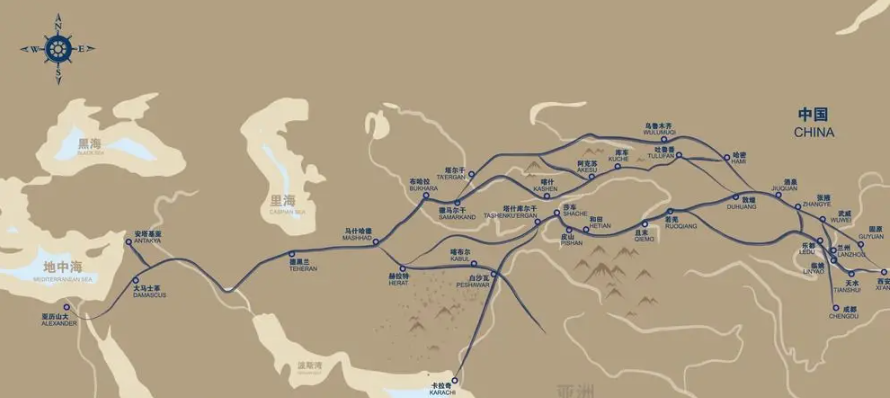 N
W
E
S
黑海
BLACK SEA
里海
CASPIAN SEA
地中海
MEDITERRANEAN SEA
波斯湾
亚洲
中国
CHINA
安塔基亚
ANTAKYA
大马士革
DAMASCUS
亚历山大
ALEXANDER
德黑兰
TEHERAN
马什哈德
MASHHAD
布哈拉
BUKHARA
塔尔干
TA'ERGAN
撒马尔干
SAMARKAND
赫拉特
HERAT
喀布尔
KABUL
白沙瓦
PESHAWAR
卡拉奇
KARACHI
塔什库尔干
TASHENKU'ERGAN
喀什
KASHEN
莎车
SHACHE
皮山
PISHAN
和田
HETIAN
阿克苏
AKESU
库车
KUCHE
乌鲁木齐
WULUMUQI
吐鲁番
TULUFAN
哈密
HAMI
且末
QIEMO
若羌
RUOQIANG
敦煌
DUHUANG
酒泉
JIUQUAN
张掖
ZHANGYE
武威
WUWEI
固原
GUYUAN
乐都
LEDU
兰州
LANZHOU
临洮
LINYAO
天水
TIANSHUI
西安
XI'AN
成都
CHENGDU